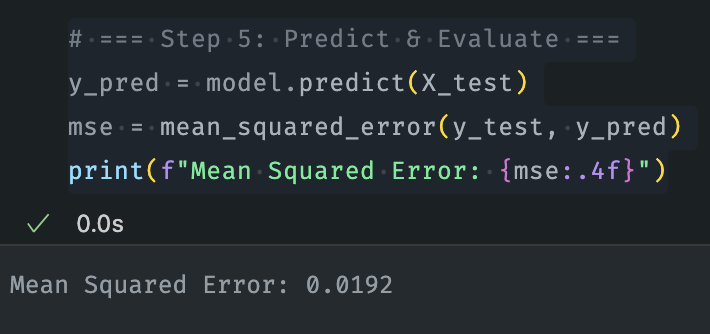 # === Step 5: Predict & Evaluate ===
y_pred = model.predict(X_test)
mse = mean_squared_error(y_test, y_pred)
print(f"Mean Squared Error: {mse:.4f}")
0.0s
Mean Squared Error: 0.0192